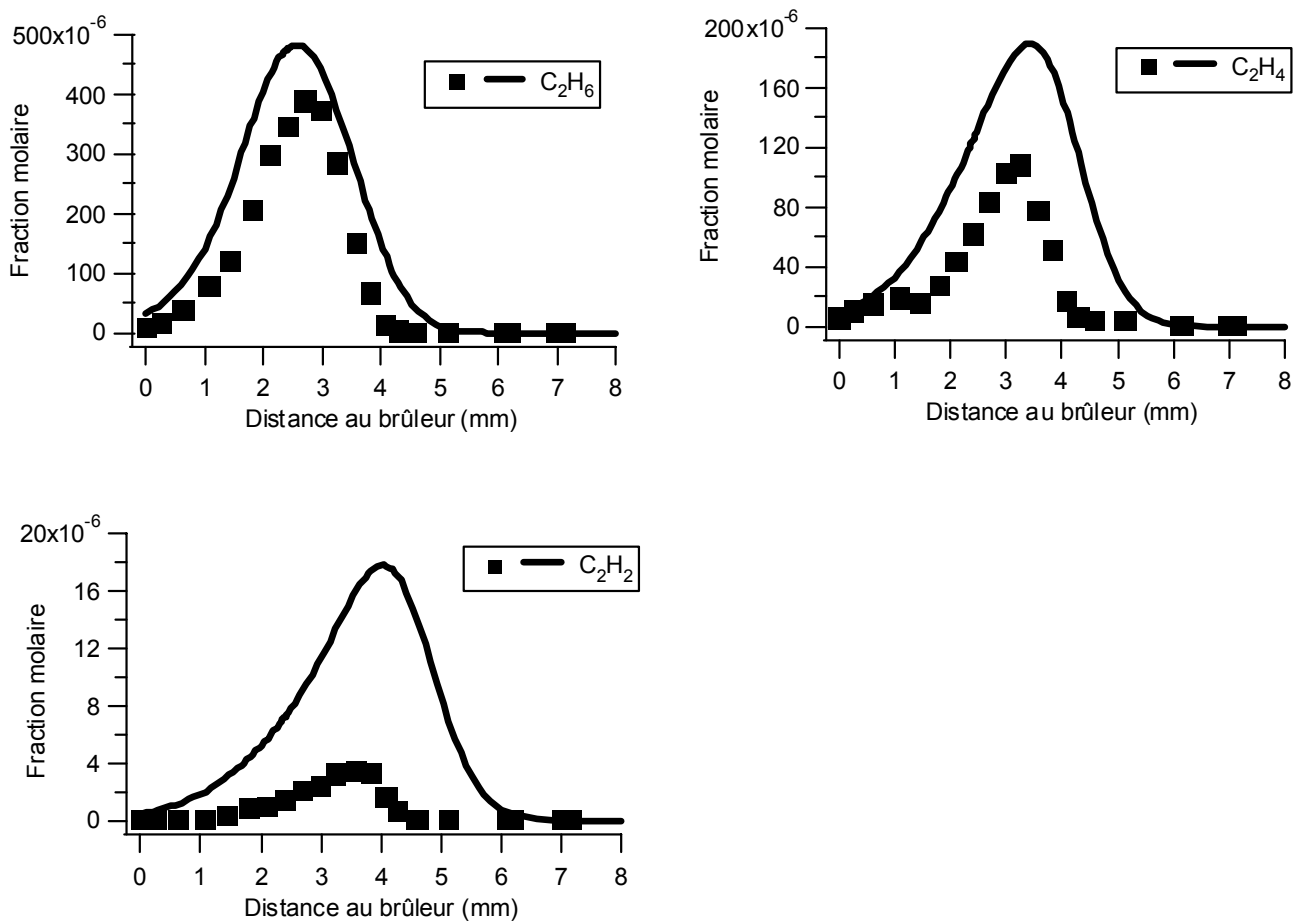 500x10-6
400
300
200
100
0
Fraction molaire
C2H6
0 1 2 3 4 5 6 7 8
Distance au brûleur (mm)
200x10-6
160
120
80
40
0
Fraction molaire
C2H4
0 1 2 3 4 5 6 7 8
Distance au brûleur (mm)
20x10-6
16
12
8
4
0
Fraction molaire
C2H2
0 1 2 3 4 5 6 7 8
Distance au brûleur (mm)